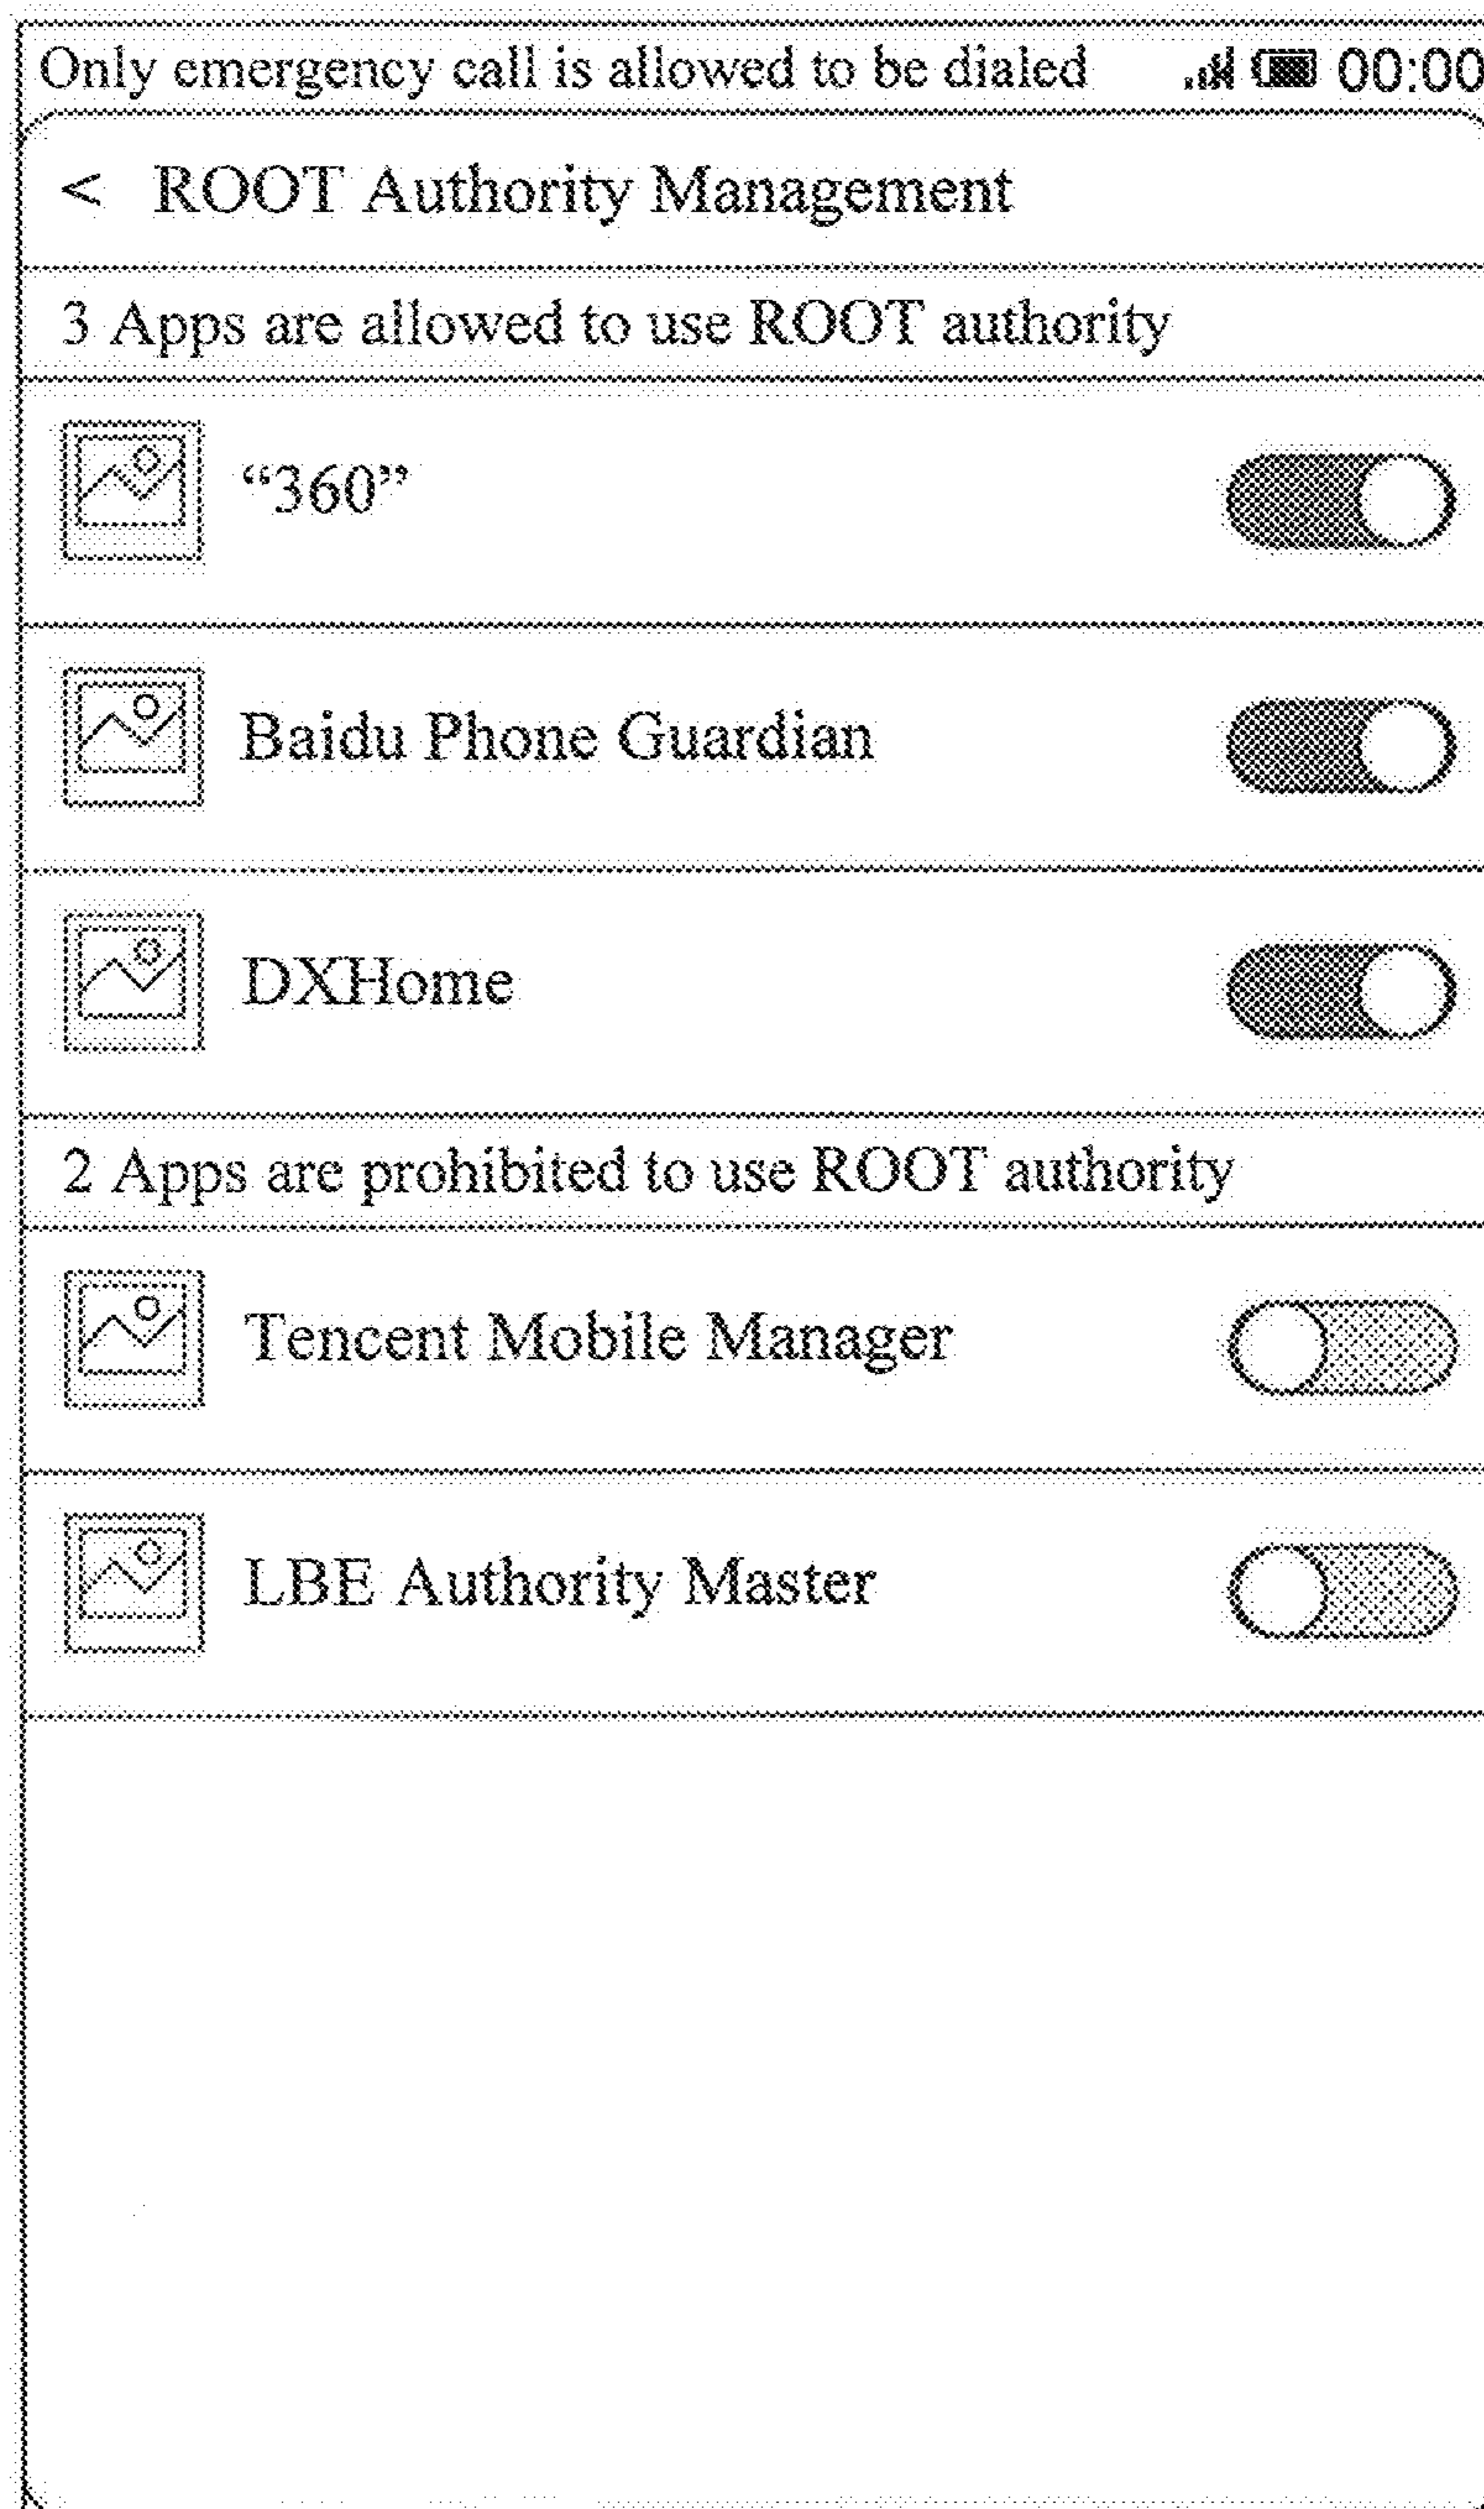 Only emergency call is allowed to be dialed 00:00
< ROOT Authority Management
3 Apps are allowed to use ROOT authority
“360”
Baidu Phone Guardian
DXHome
2 Apps are prohibited to use ROOT authority
Tencent Mobile Manager
LBE Authority Master